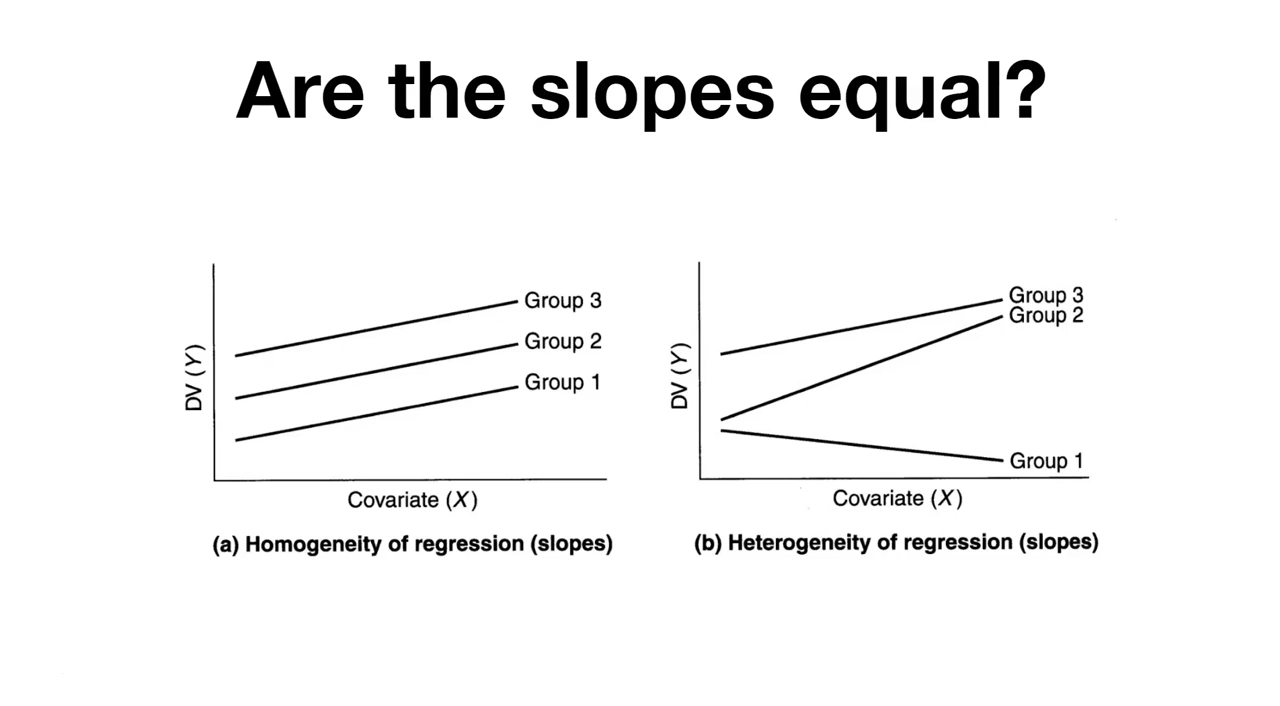 Are the slopes equal?
DV (Y)
Group 3
Group 2
Group 1
Covariate (X)
(a) Homogeneity of regression (slopes)
DV (Y)
Group 3
Group 2
Group 1
Covariate (X)
(b) Heterogeneity of regression (slopes)